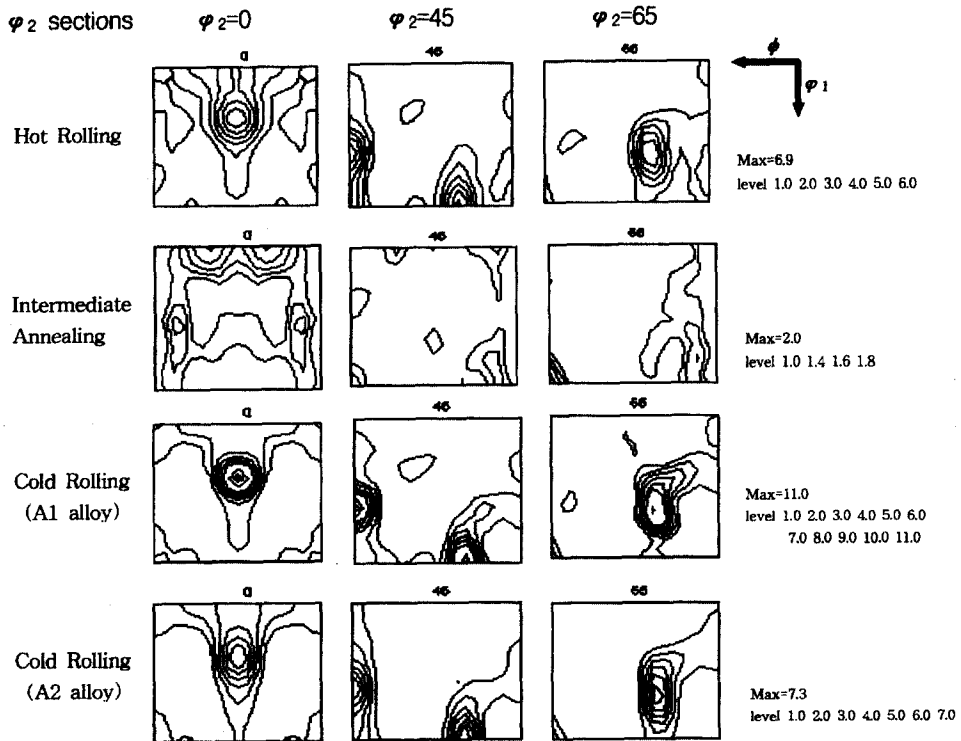 φ₂ sections φ₂=0 φ₂=45 φ₂=65
0 45 65
ϕ
φ₁
Hot Rolling
Max=6.9
level 1.0 2.0 3.0 4.0 5.0 6.0
0 45 65
Intermediate
Annealing
Max=2.0
level 1.0 1.4 1.6 1.8
0 45 65
Cold Rolling
(A1 alloy)
Max=11.0
level 1.0 2.0 3.0 4.0 5.0 6.0
7.0 8.0 9.0 10.0 11.0
0 45 65
Cold Rolling
(A2 alloy)
Max=7.3
level 1.0 2.0 3.0 4.0 5.0 6.0 7.0